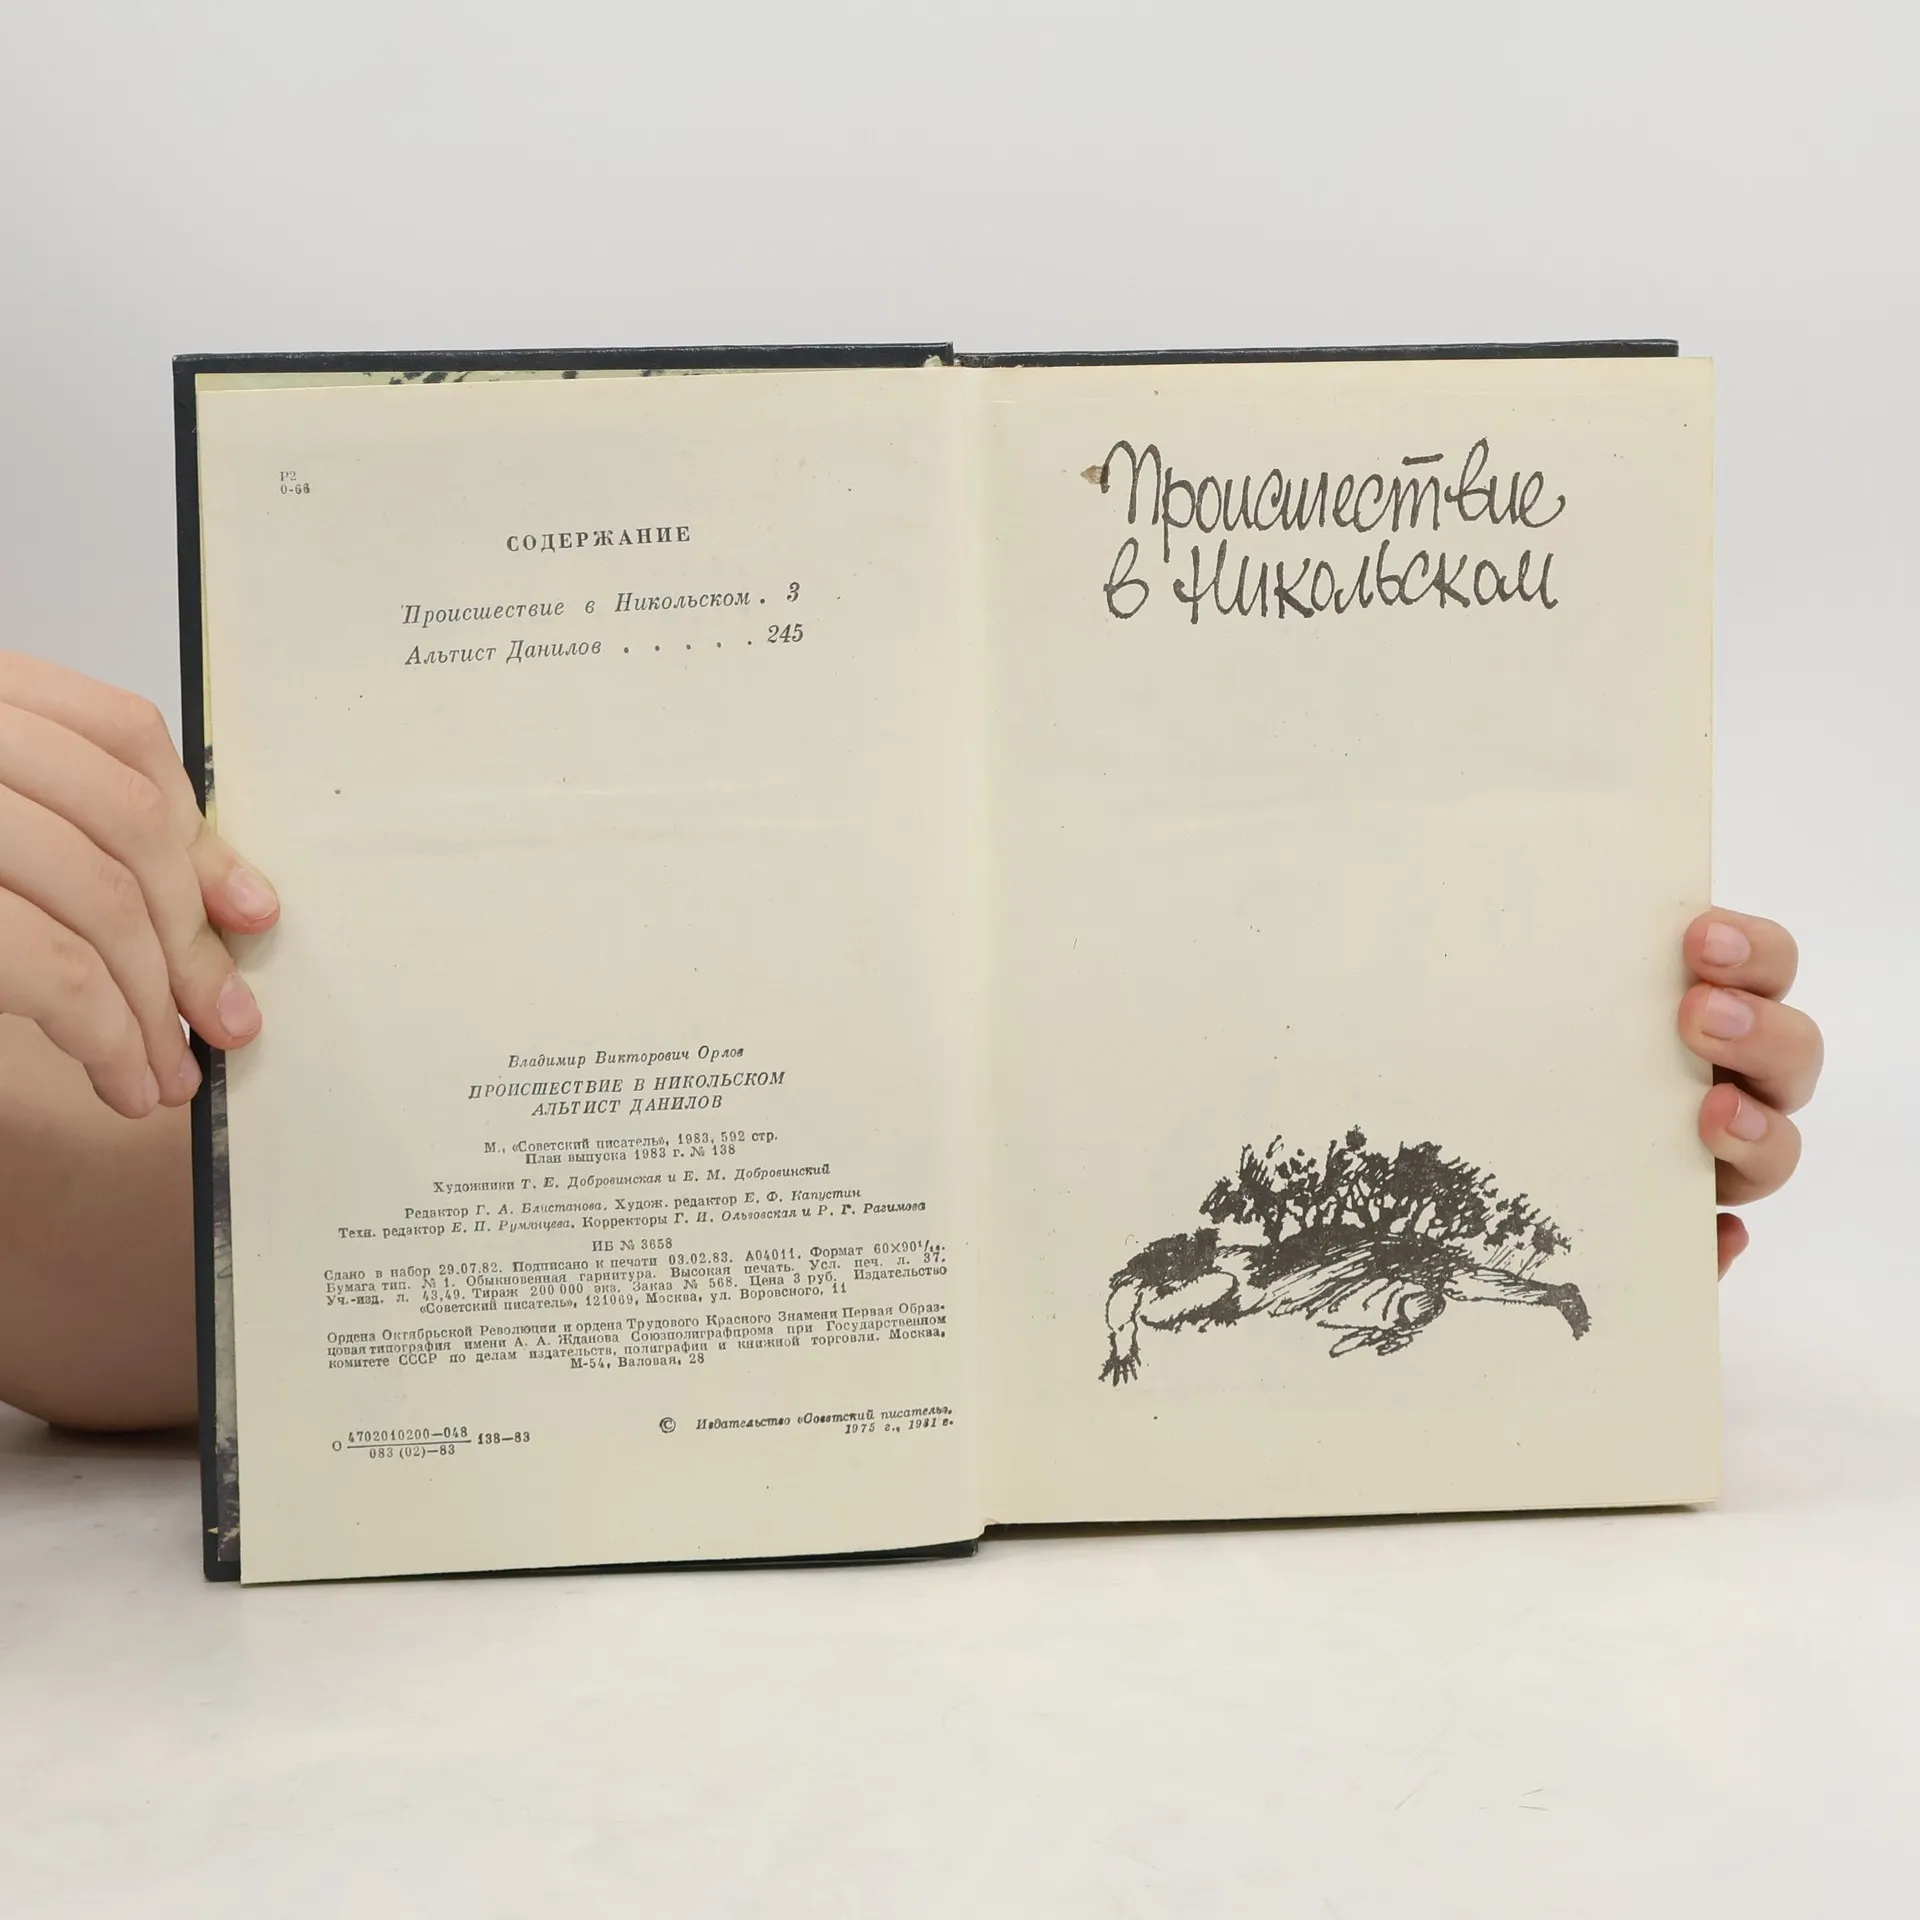 Р2
О-66
СОДЕРЖАНИЕ
Происшествие в Никольском . 3
Альтист Данилов . . . . . 245
Владимир Викторович Орлов
ПРОИСШЕСТВИЕ В НИКОЛЬСКОМ
АЛЬТИСТ ДАНИЛОВ
М., «Советский писатель», 1983, 592 стр.
План выпуска 1983 г. № 138
Художники Т. Е. Добровинская и Е. М. Добровинский
Редактор Г. А. Блистанова. Худож. редактор Е. Ф. Капустин
Техн. редактор Е. П. Румянцева. Корректоры Г. И. Ольтовская и Р. Г. Рагимова
ИБ № 3658
Сдано в набор 29.07.82. Подписано к печати 03.02.83. А04011. Формат 60×90¹/₁₆.
Бумага тип. № 1. Обыкновенная гарнитура. Высокая печать. Усл. печ. л. 37.
Уч.-изд. л. 43,49. Тираж 200 000 экз. Заказ № 568. Цена 3 руб. Издательство
«Советский писатель», 121069, Москва, ул. Воровского, 11
Ордена Октябрьской Революции и ордена Трудового Красного Знамени Первая Образ-
цовая типография имени А. А. Жданова Союзполиграфпрома при Государственном
комитете СССР по делам издательств, полиграфии и книжной торговли. Москва,
М-54, Валовая, 28
О 4702010200—048 138—83
083 (02)—83
© Издательство «Советский писатель»,
1975 г., 1981 г.
Происшествие
в Никольском